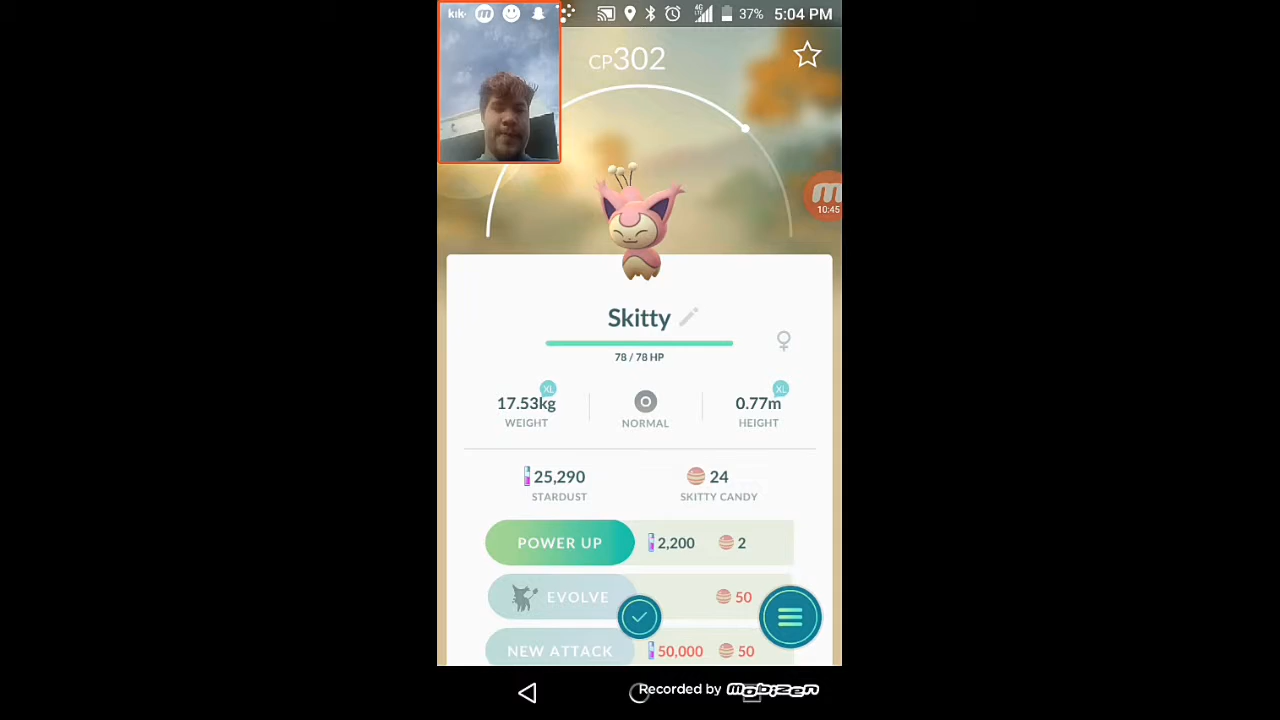 kik
37% 5:04 PM
CP302
10:45
Skitty
78 / 78 HP
XL
XL
17.53kg
WEIGHT
NORMAL
0.77m
HEIGHT
25,290
STARDUST
24
SKITTY CANDY
POWER UP 2,200 2
EVOLVE 50
NEW ATTACK 50,000 50
Recorded by mobizen